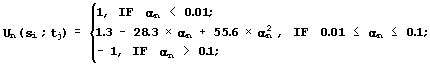 1, IF αn < 0.01;
Un(si; tj) = { 1.3 - 28.3 × αn + 55.6 × αn², IF 0.01 ≤ αn ≤ 0.1;
- 1, IF αn > 0.1;